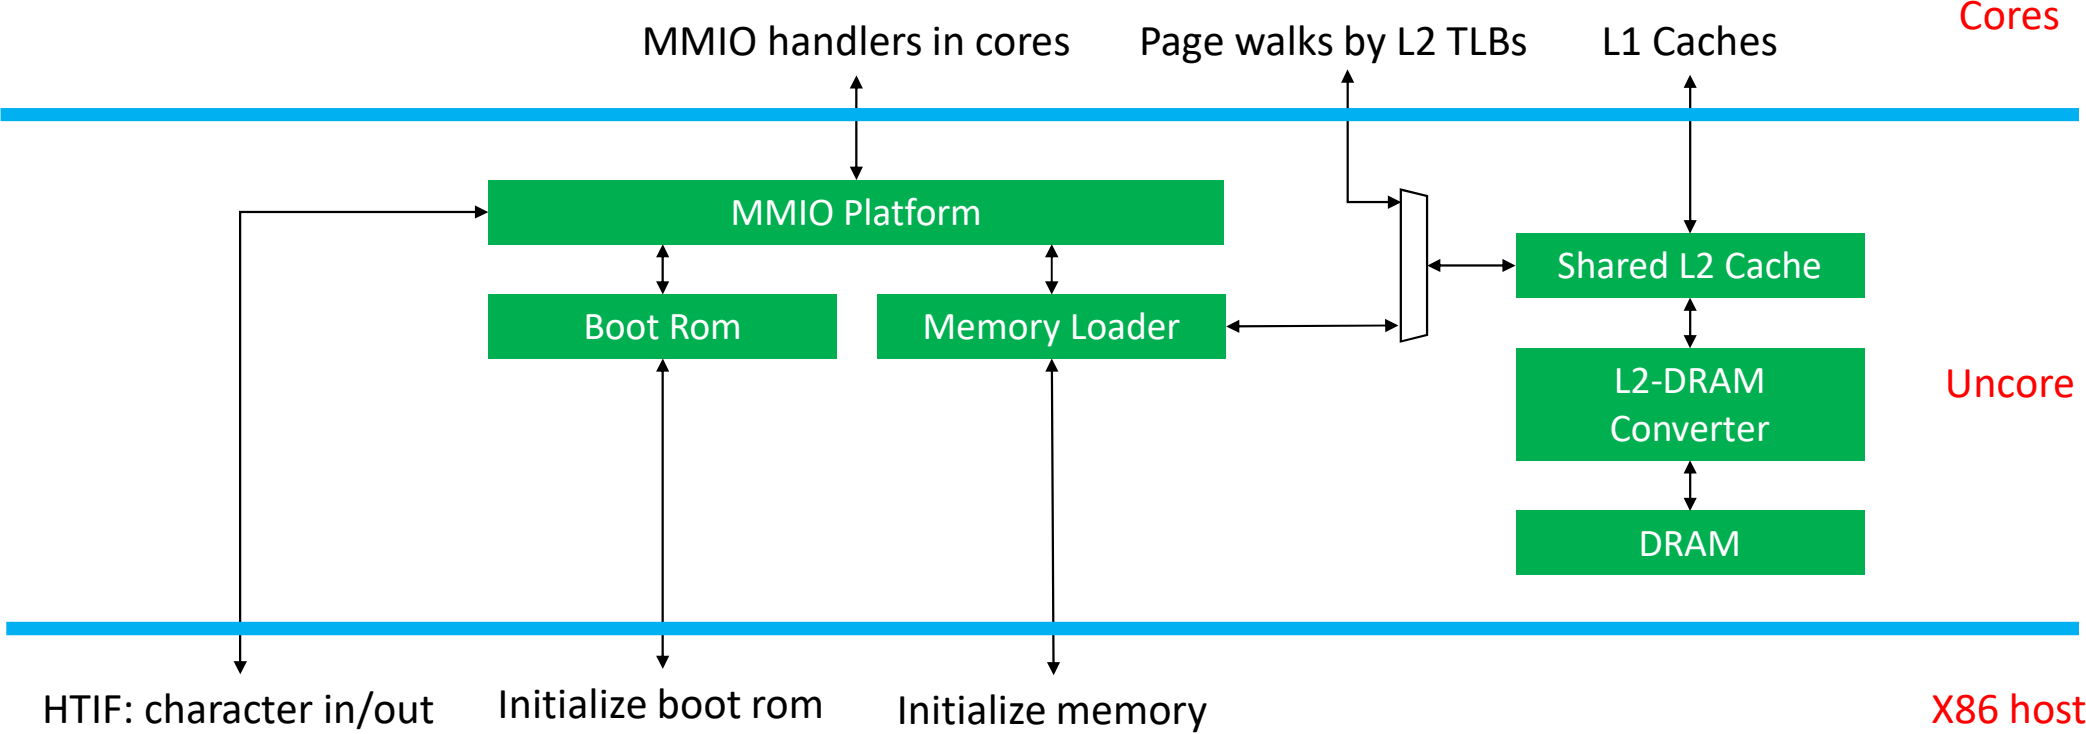 Cores
MMIO handlers in cores
Page walks by L2 TLBs
L1 Caches
MMIO Platform
Shared L2 Cache
Boot Rom
Memory Loader
L2-DRAM
Converter
Uncore
DRAM
HTIF: character in/out
Initialize boot rom
Initialize memory
X86 host